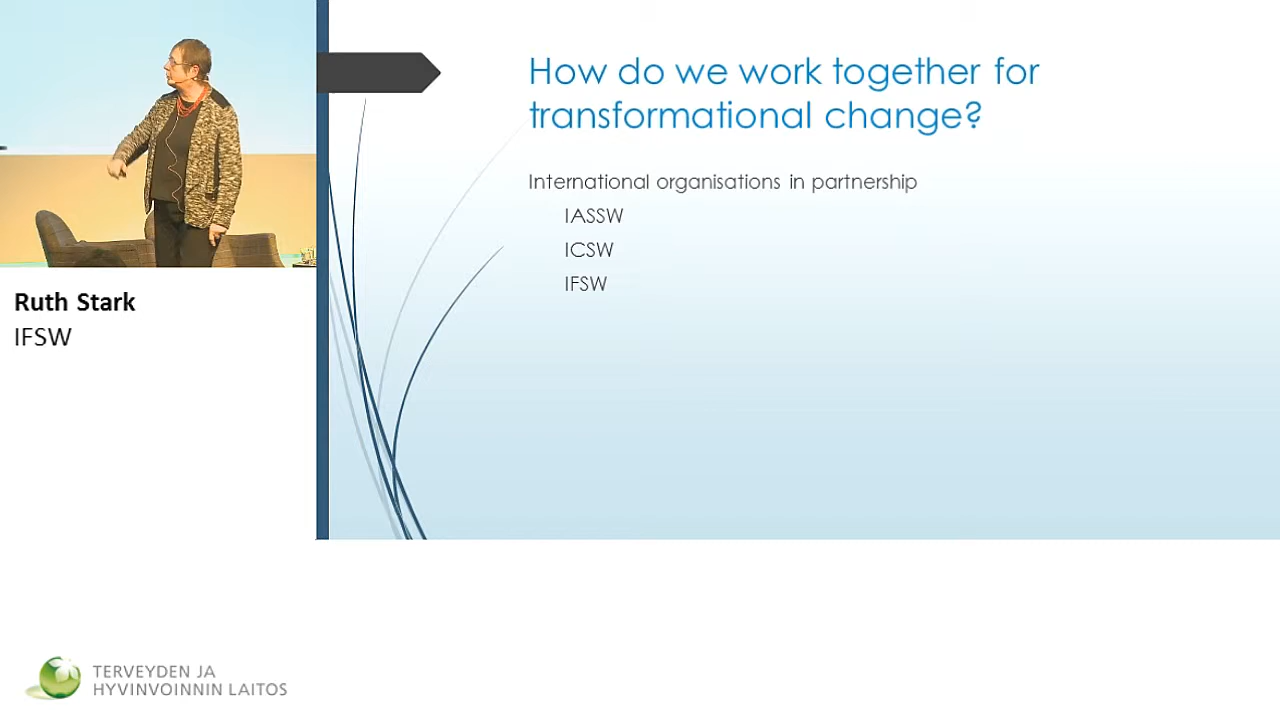 How do we work together for
transformational change?
International organisations in partnership
IASSW
ICSW
IFSW
Ruth Stark
IFSW
TERVEYDEN JA
HYVINVOINNIN LAITOS